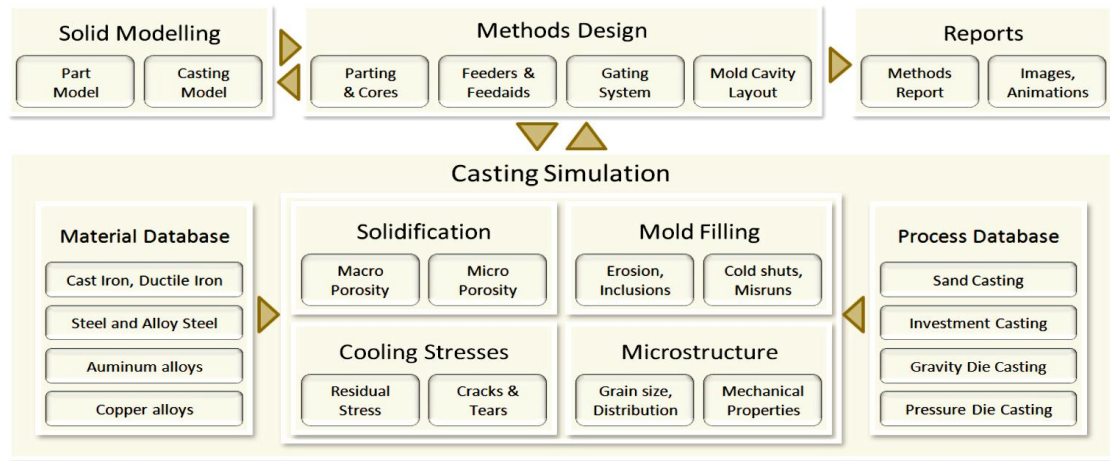 Solid Modelling
Part
Model
Casting
Model
Methods Design
Parting
& Cores
Feeders &
Feedaids
Gating
System
Mold Cavity
Layout
Reports
Methods
Report
Images,
Animations
Casting Simulation
Material Database
Cast Iron, Ductile Iron
Steel and Alloy Steel
Auminum alloys
Copper alloys
Solidification
Macro
Porosity
Micro
Porosity
Mold Filling
Erosion,
Inclusions
Cold shuts,
Misruns
Cooling Stresses
Residual
Stress
Cracks &
Tears
Microstructure
Grain size,
Distribution
Mechanical
Properties
Process Database
Sand Casting
Investment Casting
Gravity Die Casting
Pressure Die Casting